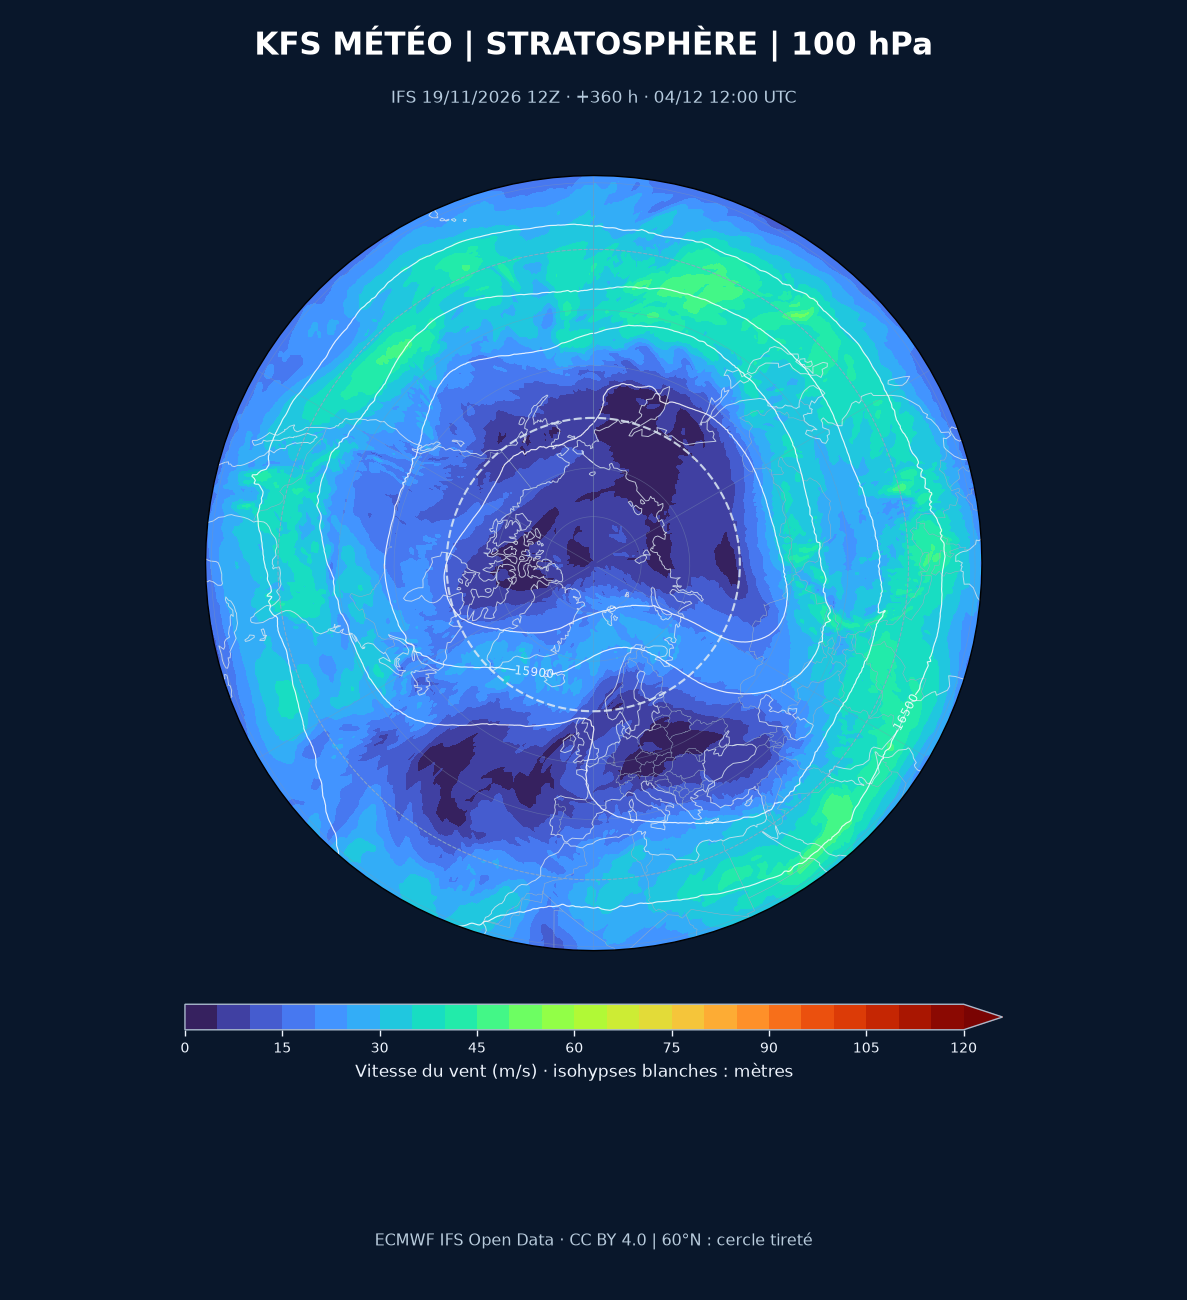 KFS MÉTÉO | STRATOSPHÈRE | 100 hPa
IFS 19/11/2026 12Z · +360 h · 04/12 12:00 UTC
15900
16500
0 15 30 45 60 75 90 105 120
Vitesse du vent (m/s) · isohypses blanches : mètres
ECMWF IFS Open Data · CC BY 4.0 | 60°N : cercle tireté